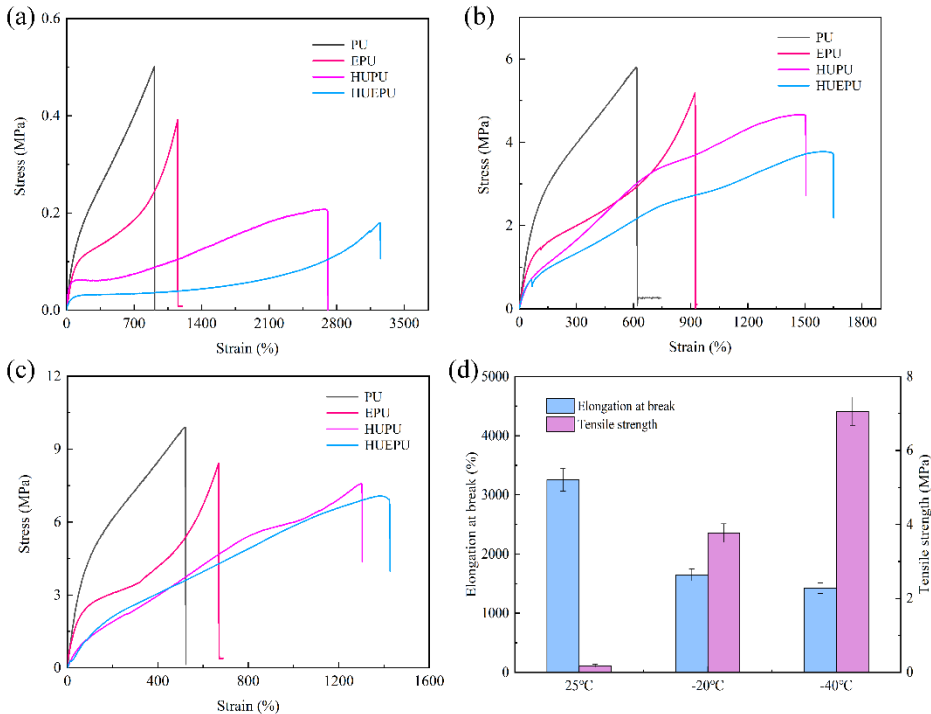 (a)
0.6
0.4
0.2
0.0
Stress (MPa)
PU
EPU
HUPU
HUEPU
0 700 1400 2100 2800 3500
Strain (%)
(b)
6
4
2
0
Stress (MPa)
PU
EPU
HUPU
HUEPU
0 300 600 900 1200 1500 1800
Strain (%)
(c)
12
9
6
3
0
Stress (MPa)
PU
EPU
HUPU
HUEPU
0 400 800 1200 1600
Strain (%)
(d)
5000
4000
3000
2000
1000
0
Elongation at break (%)
Elongation at break
Tensile strength
8
6
4
2
0
Tensile strength (MPa)
25℃ -20℃ -40℃